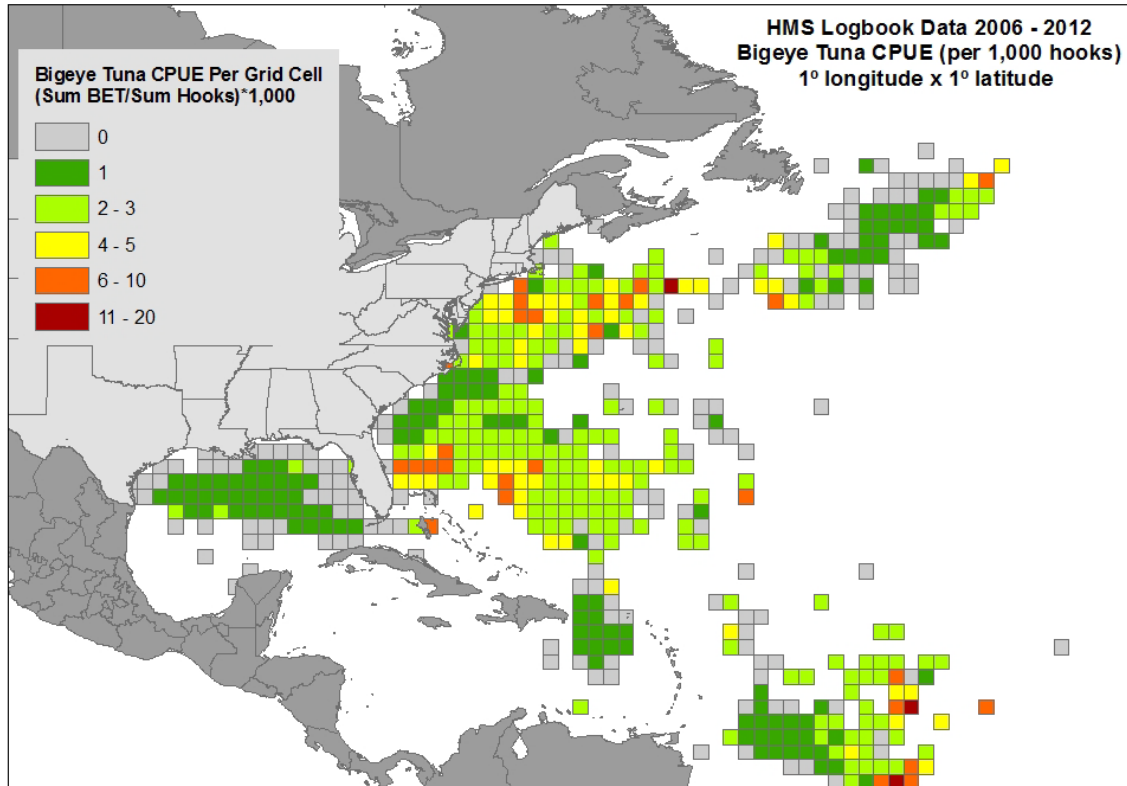 HMS Logbook Data 2006 - 2012
Bigeye Tuna CPUE (per 1,000 hooks)
1º longitude x 1º latitude
Bigeye Tuna CPUE Per Grid Cell
(Sum BET/Sum Hooks)*1,000
0
1
2 - 3
4 - 5
6 - 10
11 - 20